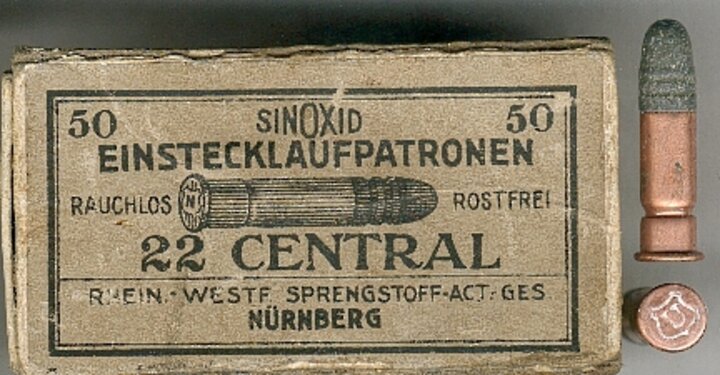 50 SINOXID 50
EINSTECKLAUFPATRONEN
RAUCHLOS N ROSTFREI
22 CENTRAL
RHEIN.-WESTF. SPRENGSTOFF-ACT.-GES.
NÜRNBERG